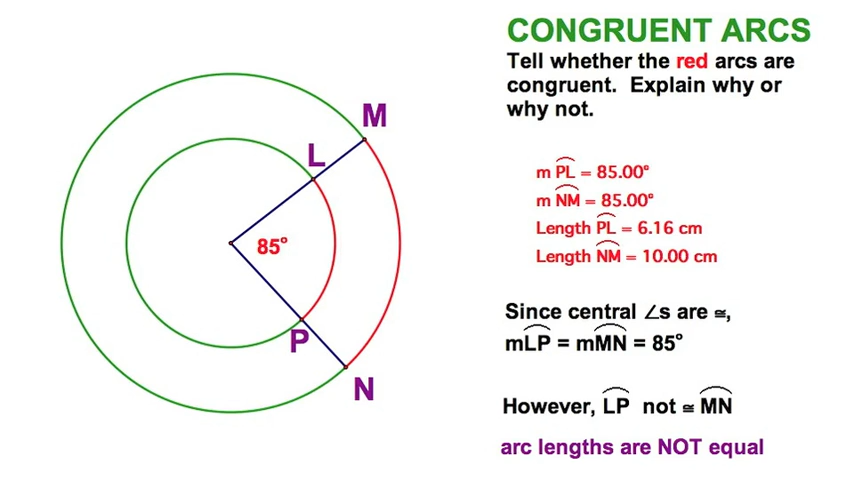 CONGRUENT ARCS
Tell whether the red arcs are
congruent. Explain why or
why not.
M
L
85°
P
N
m PL = 85.00°
m NM = 85.00°
Length PL = 6.16 cm
Length NM = 10.00 cm
Since central ∠s are ≅,
mLP = mMN = 85°
However, LP not ≅ MN
arc lengths are NOT equal